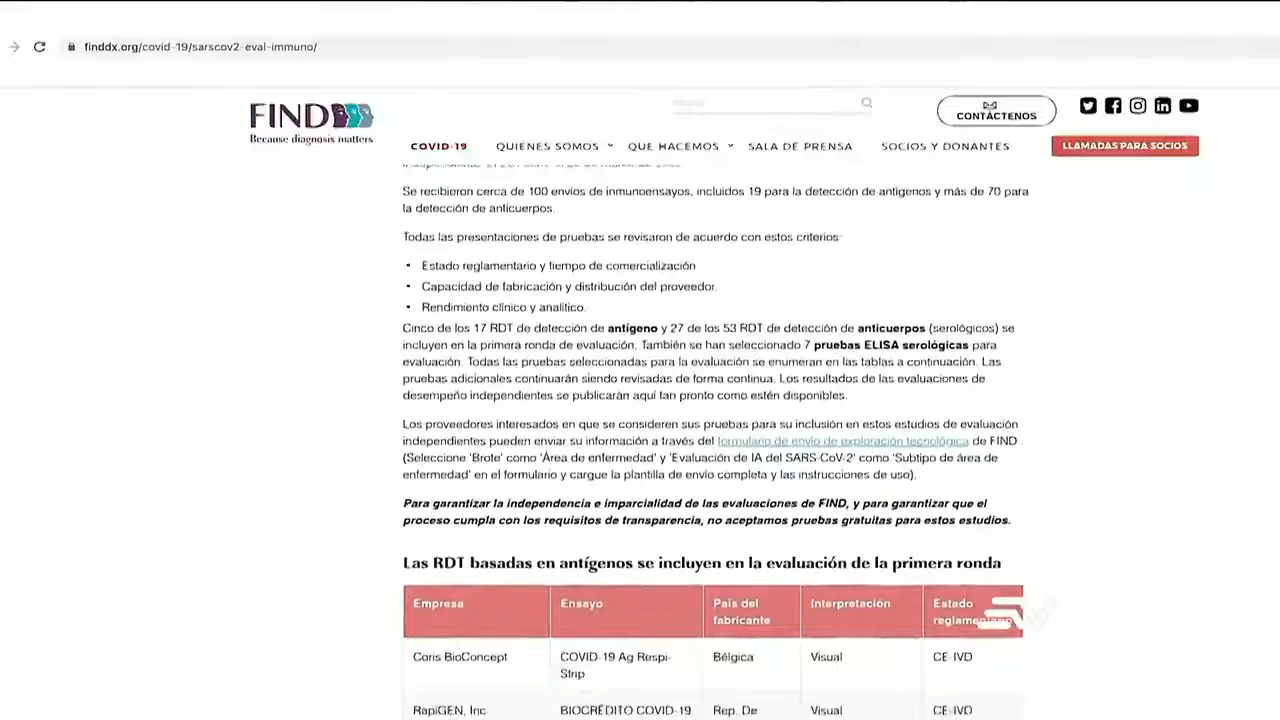 finddx.org/covid-19/sarscov2-eval-immuno/
FIND
Because diagnosis matters
CONTÁCTENOS
COVID-19 QUIENES SOMOS QUE HACEMOS SALA DE PRENSA SOCIOS Y DONANTES LLAMADAS PARA SOCIOS
Se recibieron cerca de 100 envíos de inmunoensayos, incluidos 19 para la detección de antígenos y más de 70 para
la detección de anticuerpos.
Todas las presentaciones de pruebas se revisaron de acuerdo con estos criterios:
• Estado reglamentario y tiempo de comercialización
• Capacidad de fabricación y distribución del proveedor.
• Rendimiento clínico y analítico.
Cinco de los 17 RDT de detección de antígeno y 27 de los 53 RDT de detección de anticuerpos (serológicos) se
incluyen en la primera ronda de evaluación. También se han seleccionado 7 pruebas ELISA serológicas para
evaluación. Todas las pruebas seleccionadas para la evaluación se enumeran en las tablas a continuación. Las
pruebas adicionales continuarán siendo revisadas de forma continua. Los resultados de las evaluaciones de
desempeño independientes se publicarán aquí tan pronto como estén disponibles.
Los proveedores interesados en que se consideren sus pruebas para su inclusión en estos estudios de evaluación
independientes pueden enviar su información a través del formulario de envío de exploración tecnológica de FIND .
(Seleccione 'Brote' como 'Área de enfermedad' y 'Evaluación de IA del SARS-CoV-2' como 'Subtipo de área de
enfermedad' en el formulario y cargue la plantilla de envío completa y las instrucciones de uso).
Para garantizar la independencia e imparcialidad de las evaluaciones de FIND, y para garantizar que el
proceso cumpla con los requisitos de transparencia, no aceptamos pruebas gratuitas para estos estudios.
Las RDT basadas en antígenos se incluyen en la evaluación de la primera ronda
Empresa Ensayo País del fabricante Interpretación Estado
Coris BioConcept COVID-19 Ag Respi-Strip Bélgica Visual CE-IVD
RapiGEN, Inc BIOCRÉDITO COVID-19 Rep. De Visual CE-IVD